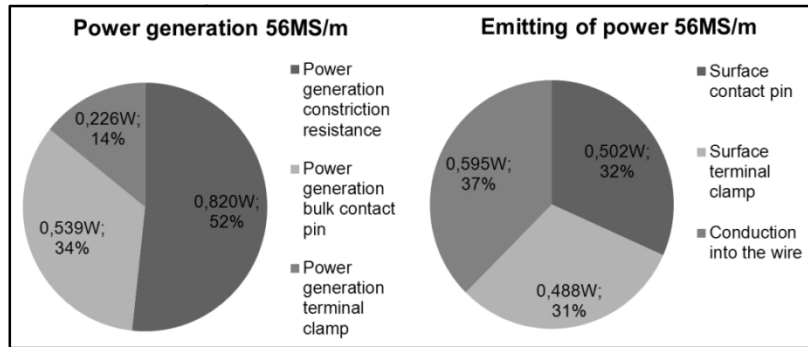 Power generation 56MS/m
0,226W;
14%
0,539W;
34%
0,820W;
52%
Power
generation
constriction
resistance
Power
generation
bulk contact
pin
Power
generation
terminal
clamp
Emitting of power 56MS/m
0,595W;
37%
0,502W;
32%
0,488W;
31%
Surface
contact pin
Surface
terminal
clamp
Conduction
into the wire